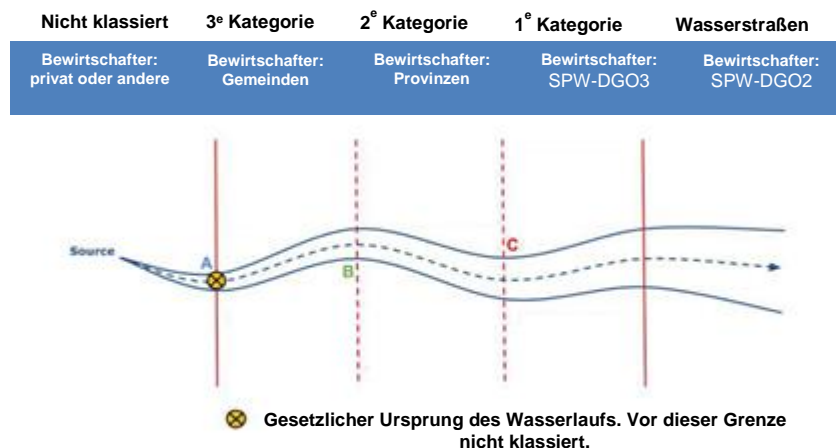 Nicht klassiert 3e Kategorie 2e Kategorie 1e Kategorie Wasserstraßen
Bewirtschafter: privat oder andere
Bewirtschafter: Gemeinden
Bewirtschafter: Provinzen
Bewirtschafter: SPW-DGO3
Bewirtschafter: SPW-DGO2
Source
A
B
C
Gesetzlicher Ursprung des Wasserlaufs. Vor dieser Grenze
nicht klassiert.